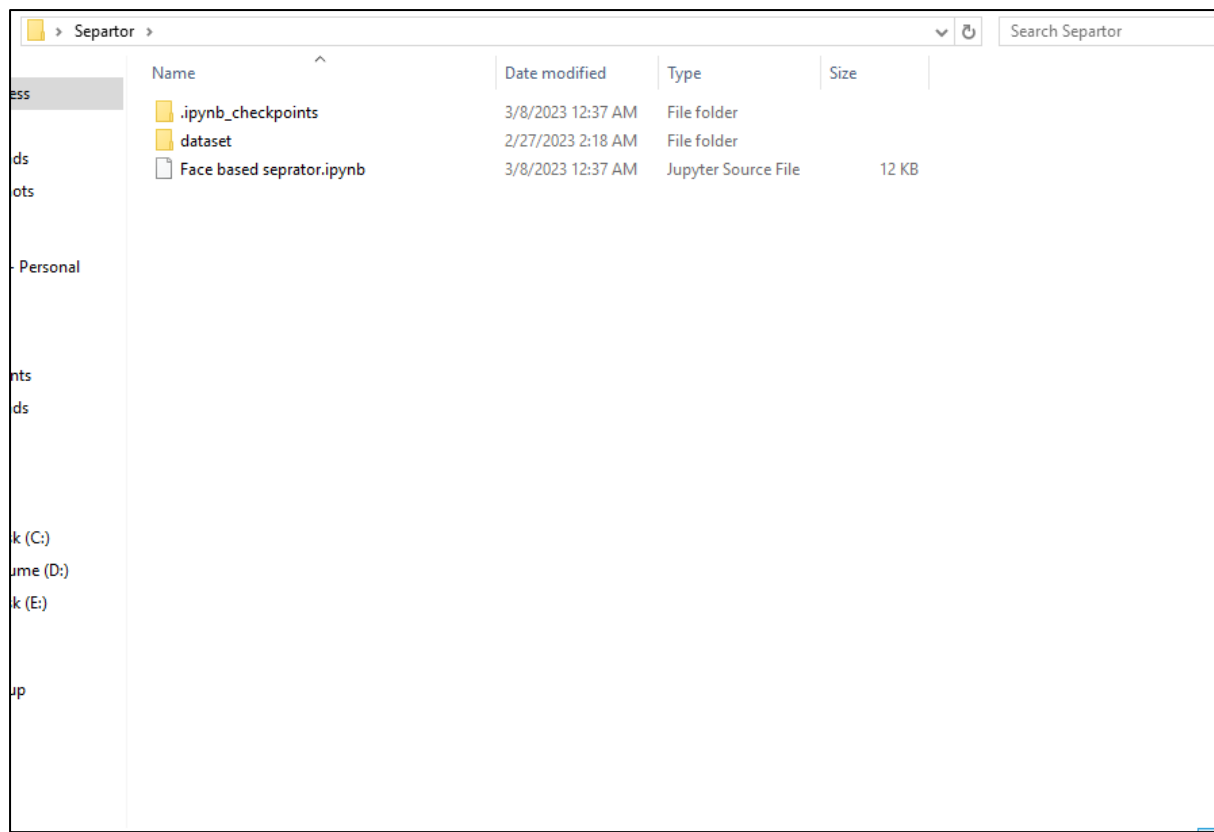 Separtor
Search Separtor
Name Date modified Type Size
.ipynb_checkpoints 3/8/2023 12:37 AM File folder
dataset 2/27/2023 2:18 AM File folder
Face based seprator.ipynb 3/8/2023 12:37 AM Jupyter Source File 12 KB
ess
ds
ots
- Personal
nts
ds
sk (C:)
ume (D:)
sk (E:)
up